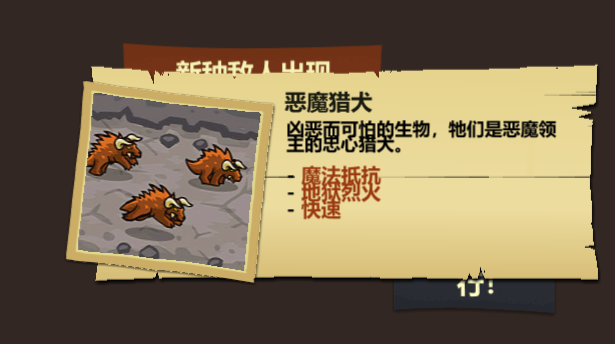 新种敌人出现
恶魔猎犬
凶恶而可怕的生物，牠们是恶魔领
主的忠心猎犬。
- 魔法抵抗
- 地狱烈火
- 快速
行！